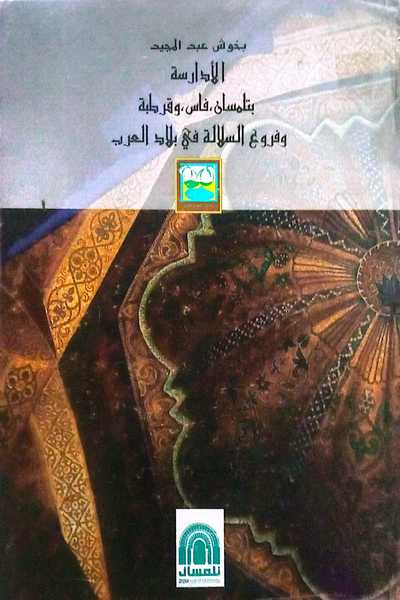 بخوش عبد المجيد
الأدارسة
بتلمسان، فاس، وقرطبة
وفروع السلالة في بلاد العرب
تلمسان